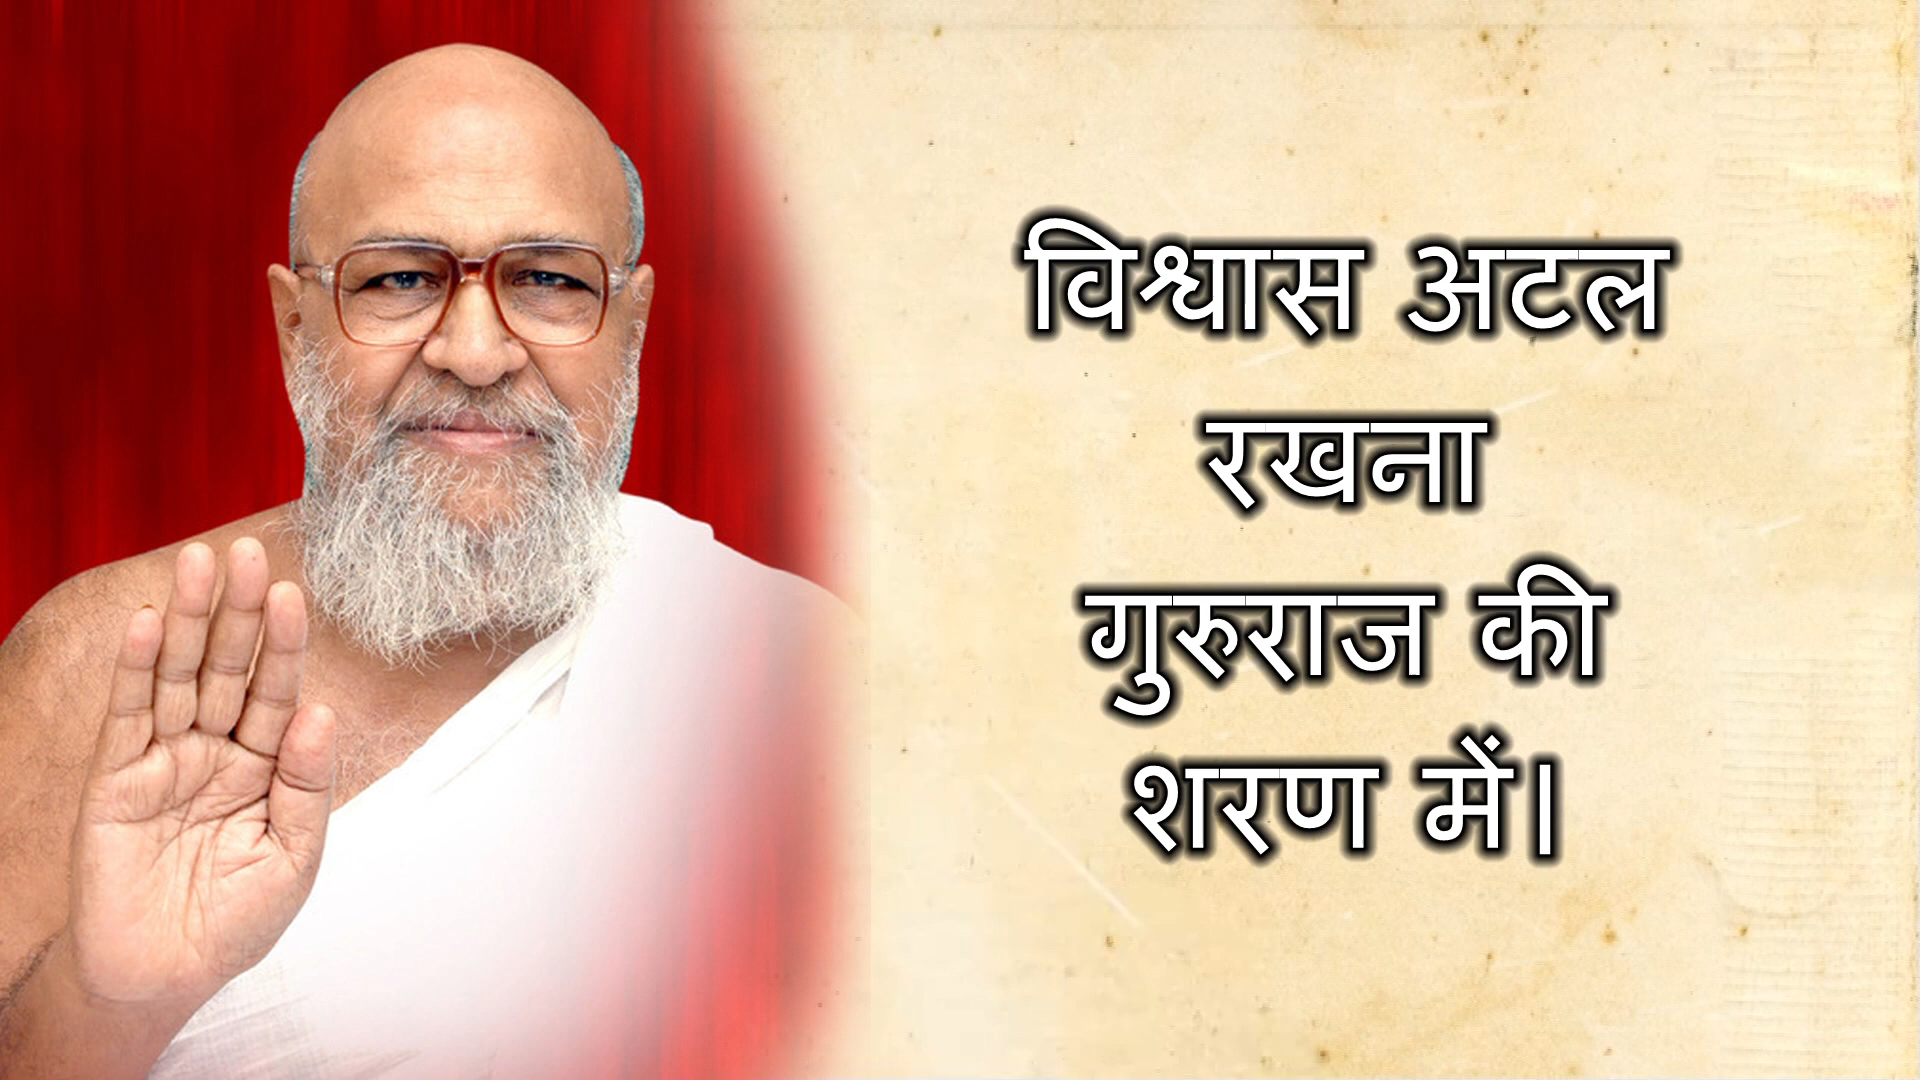 विश्वास अटल
रखना
गुरुराज की
शरण में।